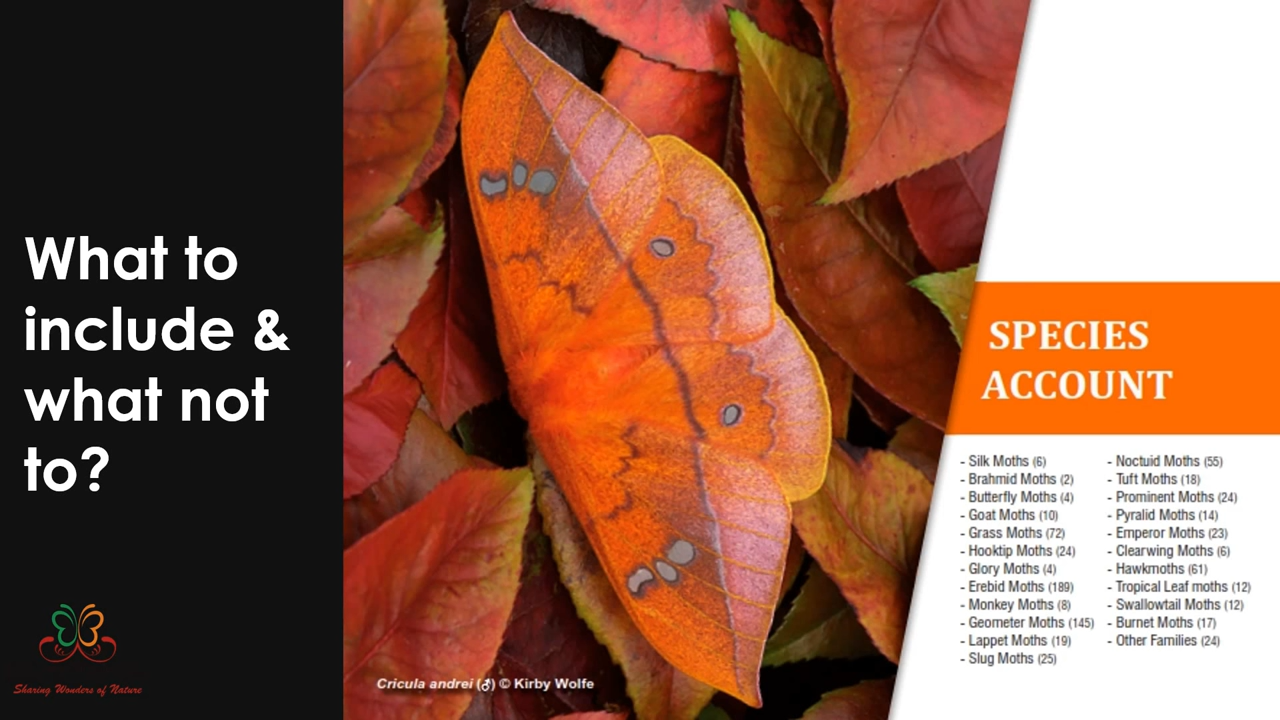 What to
include &
what not
to?
Sharing Wonders of Nature
Cricula andrei (♂) © Kirby Wolfe
SPECIES
ACCOUNT
- Silk Moths (6)
- Brahmid Moths (2)
- Butterfly Moths (4)
- Goat Moths (10)
- Grass Moths (72)
- Hooktip Moths (24)
- Glory Moths (4)
- Erebid Moths (189)
- Monkey Moths (8)
- Geometer Moths (145)
- Lappet Moths (19)
- Slug Moths (25)
- Noctuid Moths (55)
- Tuft Moths (18)
- Prominent Moths (24)
- Pyralid Moths (14)
- Emperor Moths (23)
- Clearwing Moths (6)
- Hawkmoths (61)
- Tropical Leaf moths (12)
- Swallowtail Moths (12)
- Burnet Moths (17)
- Other Families (24)